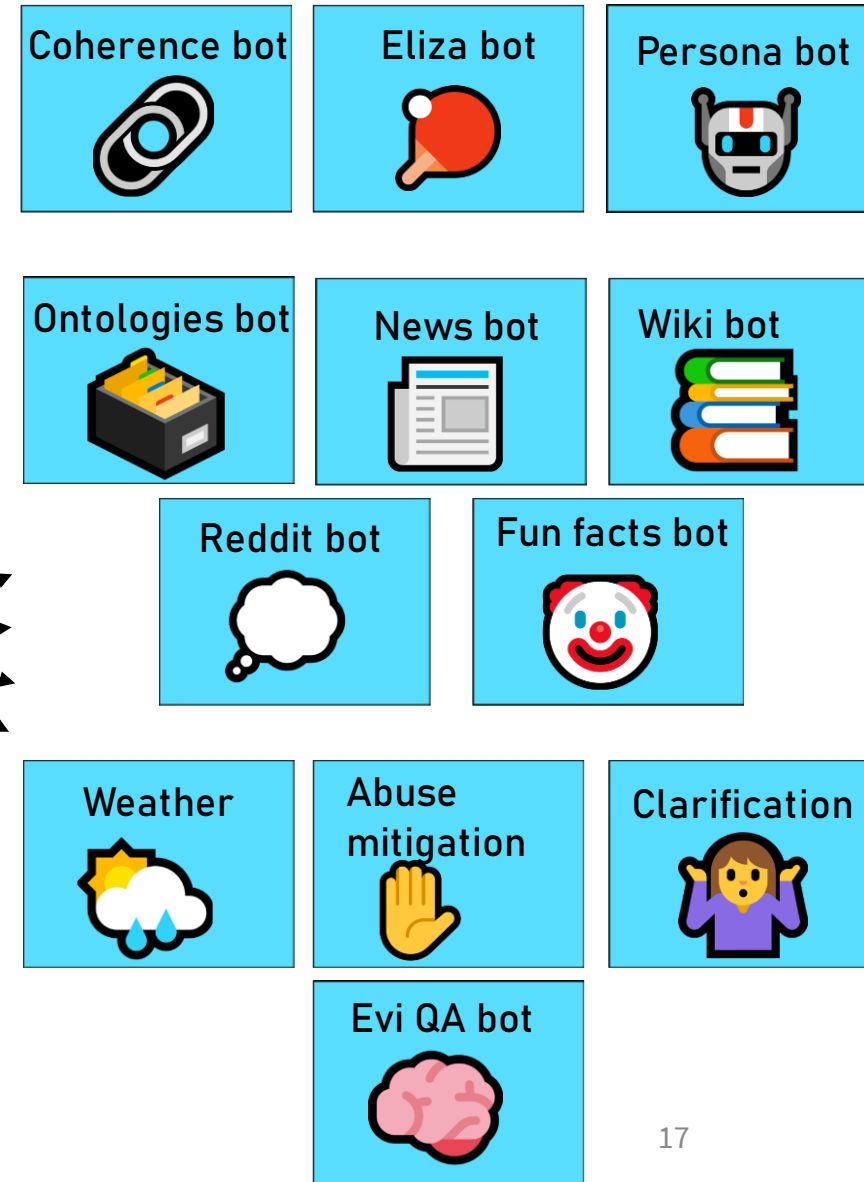 Coherence bot
Eliza bot
Persona bot
Ontologies bot
News bot
Wiki bot
Reddit bot
Fun facts bot
Weather
Abuse
mitigation
Clarification
Evi QA bot
17